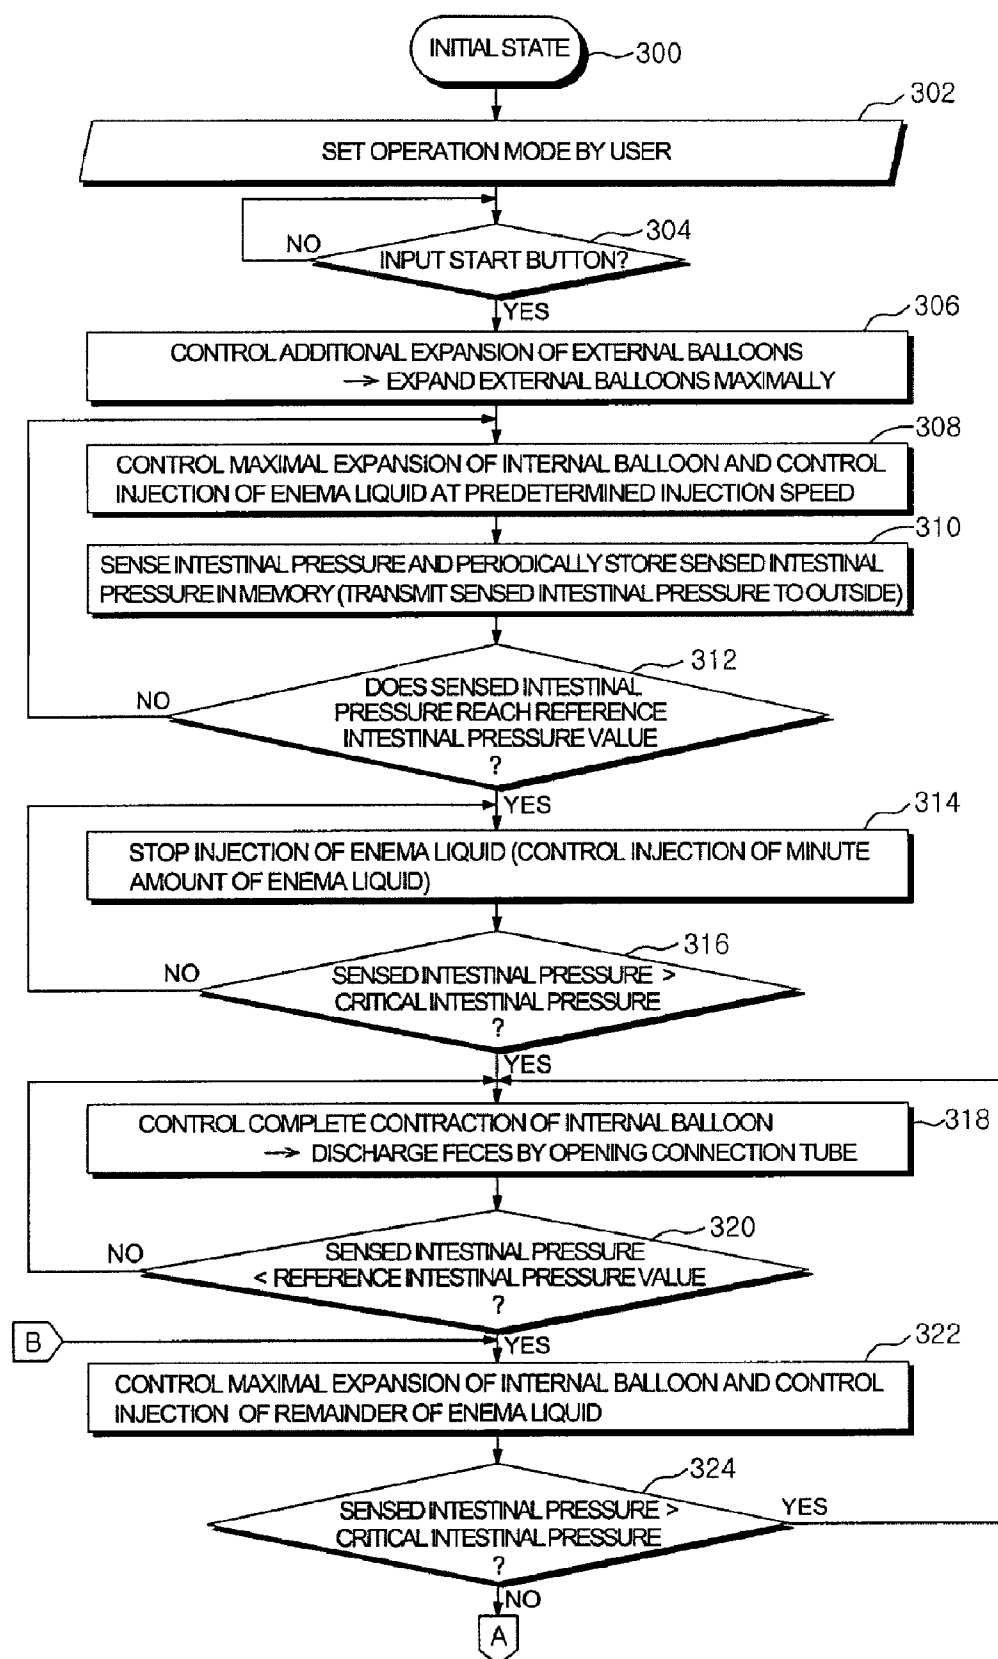 INITIAL STATE
300
302
SET OPERATION MODE BY USER
304
NO
INPUT START BUTTON?
YES
306
CONTROL ADDITIONAL EXPANSION OF EXTERNAL BALLOONS
→ EXPAND EXTERNAL BALLOONS MAXIMALLY
308
CONTROL MAXIMAL EXPANSION OF INTERNAL BALLOON AND CONTROL
INJECTION OF ENEMA LIQUID AT PREDETERMINED INJECTION SPEED
310
SENSE INTESTINAL PRESSURE AND PERIODICALLY STORE SENSED INTESTINAL
PRESSURE IN MEMORY (TRANSMIT SENSED INTESTINAL PRESSURE TO OUTSIDE)
312
NO
DOES SENSED INTESTINAL
PRESSURE REACH REFERENCE
INTESTINAL PRESSURE VALUE
?
YES
314
STOP INJECTION OF ENEMA LIQUID (CONTROL INJECTION OF MINUTE
AMOUNT OF ENEMA LIQUID)
316
NO
SENSED INTESTINAL PRESSURE >
CRITICAL INTESTINAL PRESSURE
?
YES
318
CONTROL COMPLETE CONTRACTION OF INTERNAL BALLOON
→ DISCHARGE FECES BY OPENING CONNECTION TUBE
320
NO
SENSED INTESTINAL PRESSURE
< REFERENCE INTESTINAL PRESSURE VALUE
?
B
YES
322
CONTROL MAXIMAL EXPANSION OF INTERNAL BALLOON AND CONTROL
INJECTION OF REMAINDER OF ENEMA LIQUID
324
SENSED INTESTINAL PRESSURE >
CRITICAL INTESTINAL PRESSURE
?
YES
NO
A